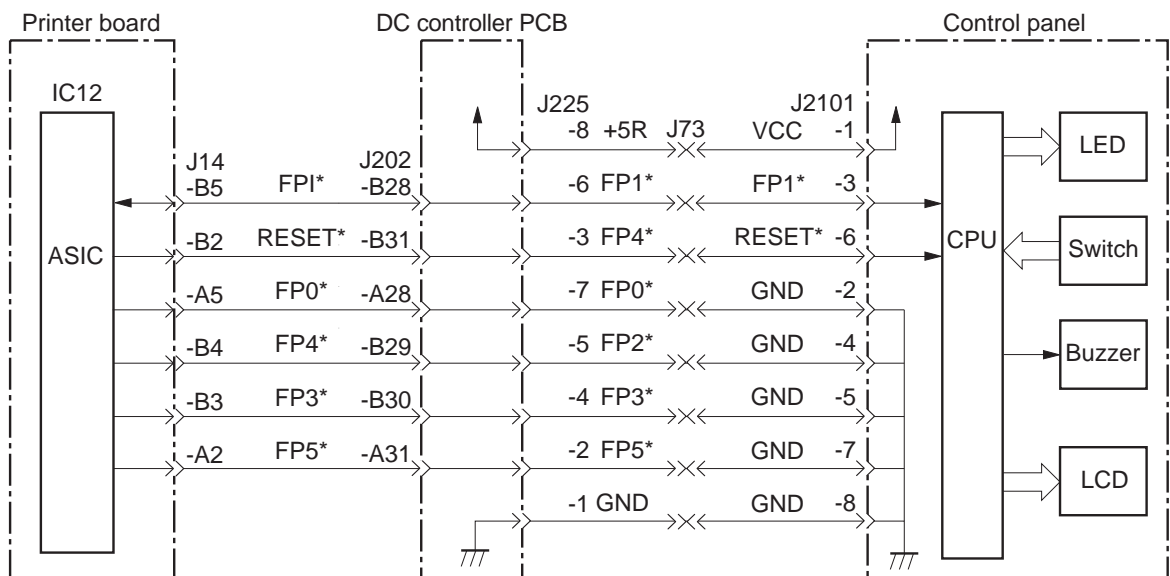 Printer board DC controller PCB Control panel
IC12
J225 J2101
-8 +5R J73 VCC -1 LED
J14 J202
-B5 FPI* -B28 -6 FP1* FP1* -3
-B2 RESET* -B31 -3 FP4* RESET* -6
ASIC CPU Switch
-A5 FP0* -A28 -7 FP0* GND -2
-B4 FP4* -B29 -5 FP2* GND -4 Buzzer
-B3 FP3* -B30 -4 FP3* GND -5
-A2 FP5* -A31 -2 FP5* GND -7
LCD
-1 GND GND -8